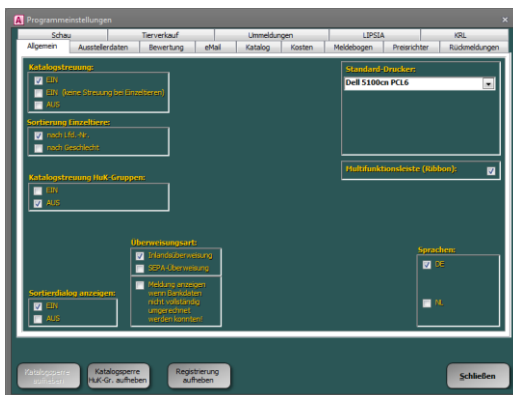 Programmeinstellungen
Schau Tierverkauf Ummeldungen LIPSIA KRL
Allgemein Ausstellerdaten Bewertung eMail Katalog Kosten Meldebogen Preisrichter Rückmeldungen
Katalogstreuung:
EIN
EIN (keine Streuung bei Einzeltieren)
AUS
Sortierung Einzeltiere:
nach Lfd.-Nr.
nach Geschlecht
Katalogstreuung HuK-Gruppen:
EIN
AUS
Überweisungsart:
Inlandsüberweisung
SEPA-Überweisung
Meldung anzeigen
wenn Bankdaten
nicht vollständig
umgerechnet
werden konnten!
Sortierdialog anzeigen:
EIN
AUS
Standard-Drucker:
Dell 5100cn PCL6
Multifunktionsleiste (Ribbon):
Sprachen:
DE
NL
Katalogsperre
aufheben
Katalogsperre
HuK-Gr. aufheben
Registrierung
aufheben
Schließen